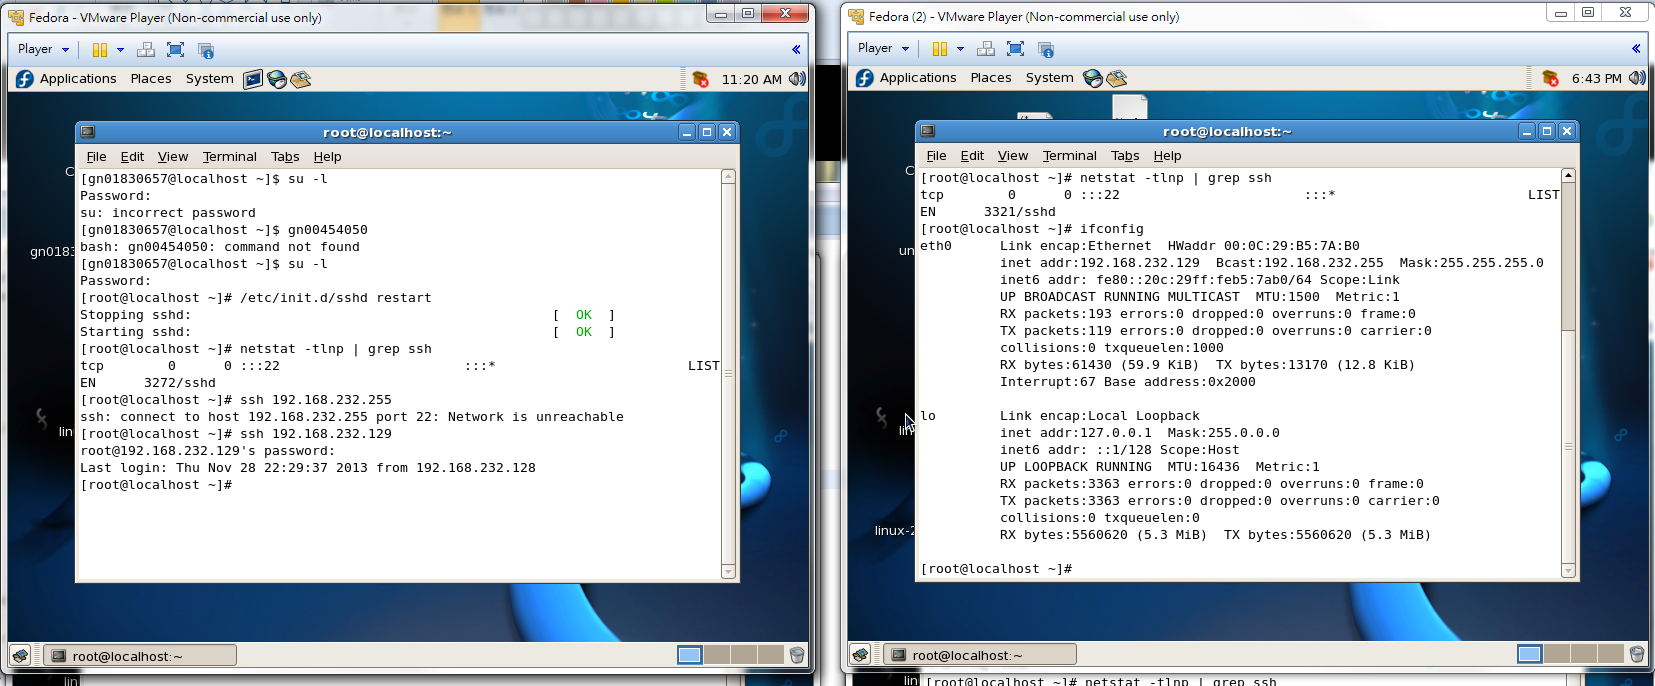 Fedora - VMware Player (Non-commercial use only)
Player
Applications Places System 11:20 AM
root@localhost:~
File Edit View Terminal Tabs Help
[gn01830657@localhost ~]$ su -l
Password:
su: incorrect password
[gn01830657@localhost ~]$ gn00454050
bash: gn00454050: command not found
[gn01830657@localhost ~]$ su -l
Password:
[root@localhost ~]# /etc/init.d/sshd restart
Stopping sshd: [ OK ]
Starting sshd: [ OK ]
[root@localhost ~]# netstat -tlnp | grep ssh
tcp 0 0 :::22 :::* LIST
EN 3272/sshd
[root@localhost ~]# ssh 192.168.232.255
ssh: connect to host 192.168.232.255 port 22: Network is unreachable
[root@localhost ~]# ssh 192.168.232.129
root@192.168.232.129's password:
Last login: Thu Nov 28 22:29:37 2013 from 192.168.232.128
[root@localhost ~]#
C
gn0183
lin
root@localhost:~
lin
Fedora (2) - VMware Player (Non-commercial use only)
Player
Applications Places System 6:43 PM
root@localhost:~
File Edit View Terminal Tabs Help
[root@localhost ~]# netstat -tlnp | grep ssh
tcp 0 0 :::22 :::* LIST
EN 3321/sshd
[root@localhost ~]# ifconfig
eth0 Link encap:Ethernet HWaddr 00:0C:29:B5:7A:B0
inet addr:192.168.232.129 Bcast:192.168.232.255 Mask:255.255.255.0
inet6 addr: fe80::20c:29ff:feb5:7ab0/64 Scope:Link
UP BROADCAST RUNNING MULTICAST MTU:1500 Metric:1
RX packets:193 errors:0 dropped:0 overruns:0 frame:0
TX packets:119 errors:0 dropped:0 overruns:0 carrier:0
collisions:0 txqueuelen:1000
RX bytes:61430 (59.9 KiB) TX bytes:13170 (12.8 KiB)
Interrupt:67 Base address:0x2000
lo Link encap:Local Loopback
inet addr:127.0.0.1 Mask:255.0.0.0
inet6 addr: ::1/128 Scope:Host
UP LOOPBACK RUNNING MTU:16436 Metric:1
RX packets:3363 errors:0 dropped:0 overruns:0 frame:0
TX packets:3363 errors:0 dropped:0 overruns:0 carrier:0
collisions:0 txqueuelen:0
RX bytes:5560620 (5.3 MiB) TX bytes:5560620 (5.3 MiB)
[root@localhost ~]#
C
un
linux-2
root@localhost:~
lin
[root@localhost ~]# netstat -tlnp | grep ssh